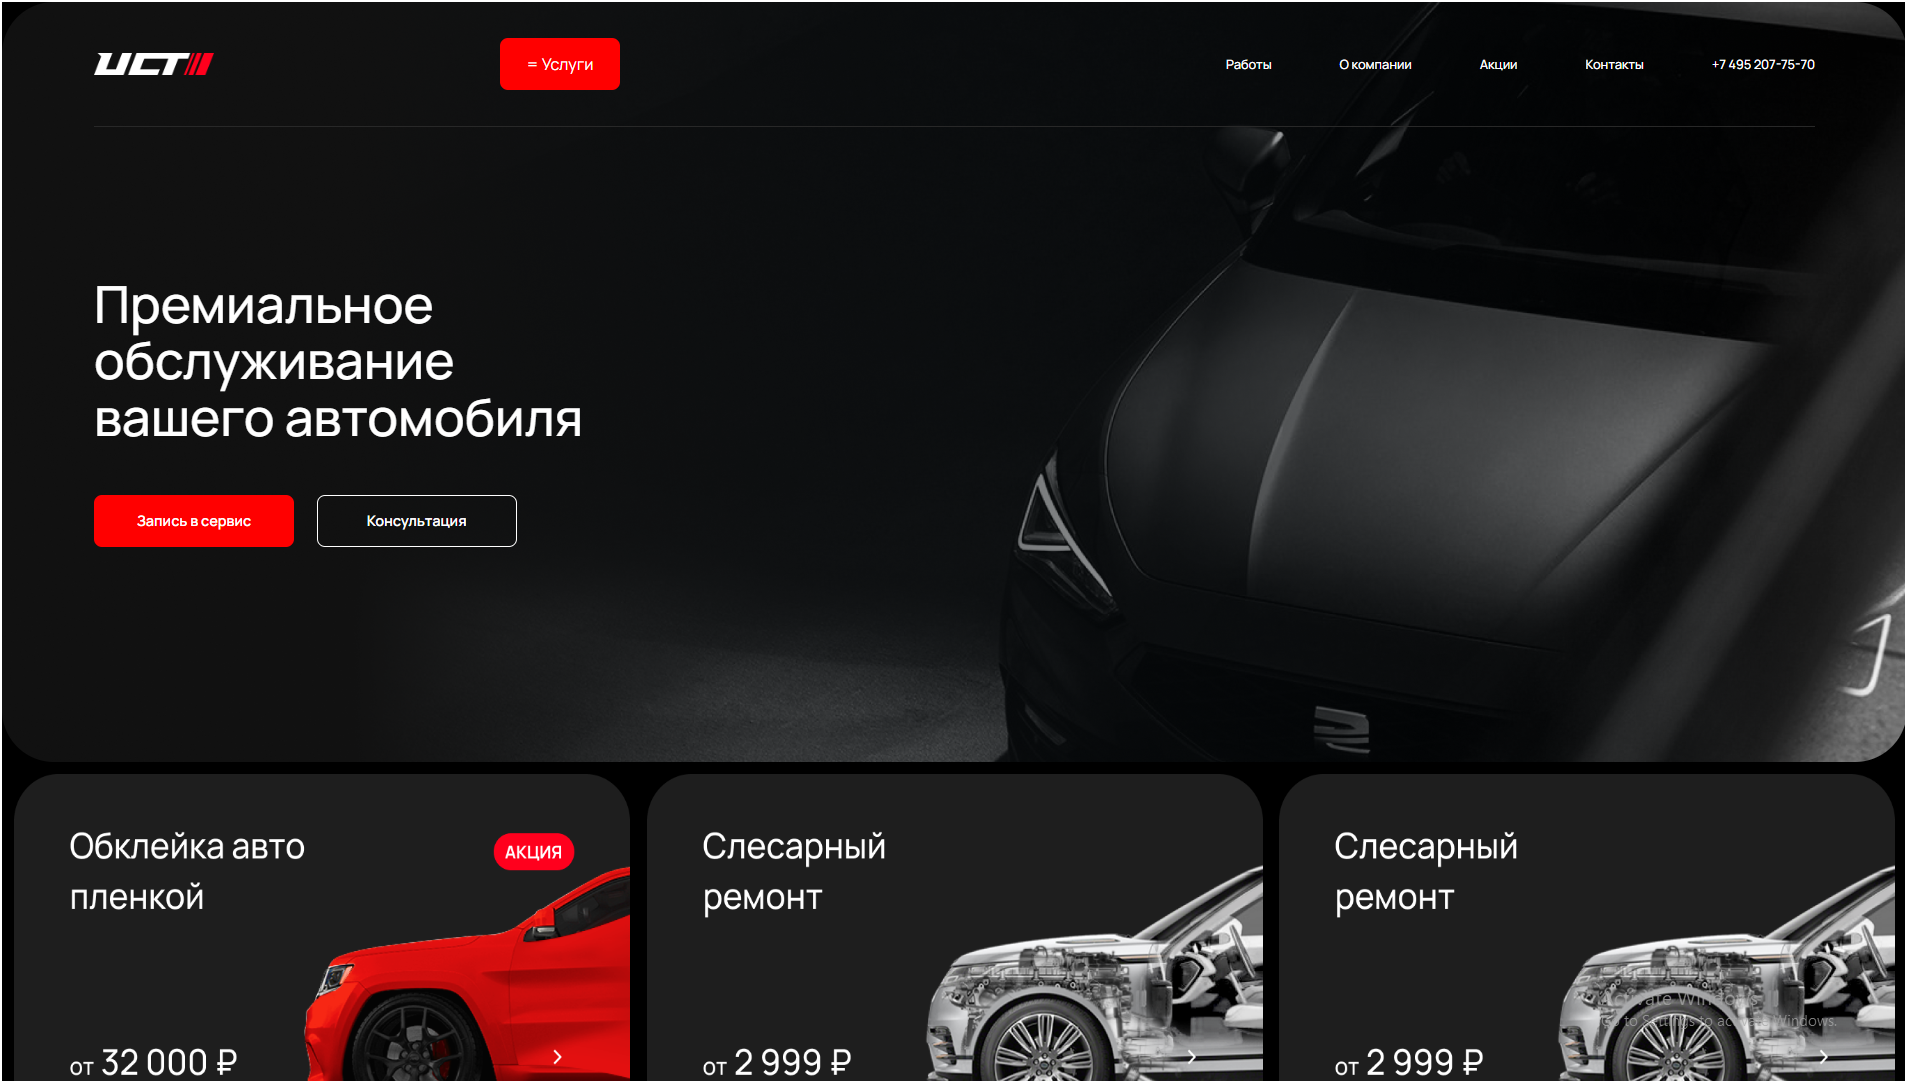 ИСТ
= Услуги
Работы
О компании
Акции
Контакты
+7 495 207-75-70
Премиальное
обслуживание
вашего автомобиля
Запись в сервис
Консультация
Обклейка авто
пленкой
АКЦИЯ
от 32 000 ₽
Слесарный
ремонт
от 2 999 ₽
Слесарный
ремонт
от 2 999 ₽
Activate Windows
Go to Settings to activate Windows.